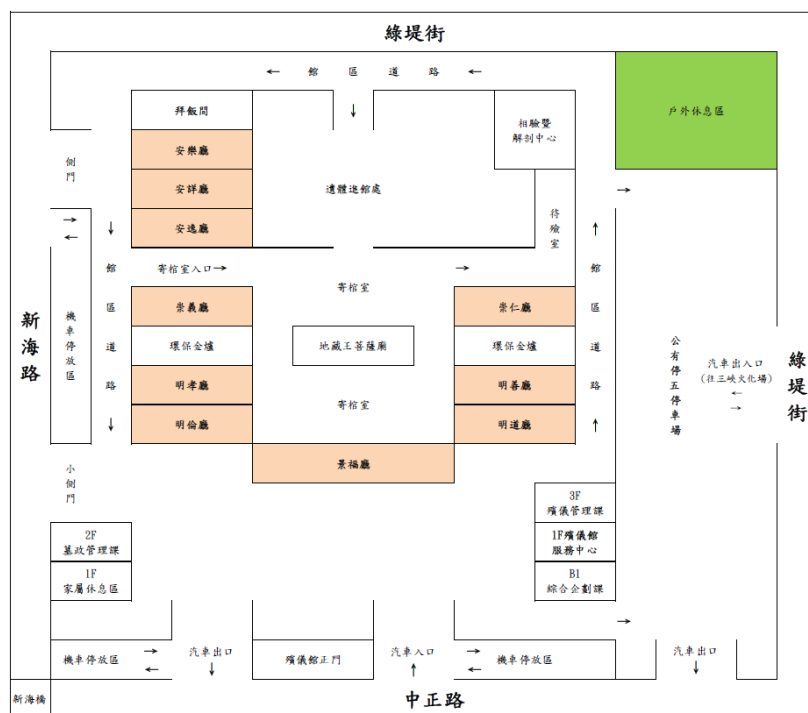 綠堤街
館區道路
拜飯間
相驗暨
解剖中心
戶外休息區
側門
安樂廳
安詳廳
安逸廳
遺體進館處
待殮室
寄棺室入口
寄棺室
館區道路
館區道路
機車停放區
新海路
崇義廳
崇仁廳
環保金爐
地藏王菩薩廟
環保金爐
明孝廳
明善廳
寄棺室
明倫廳
明道廳
景福廳
公有停五停車場
汽車出入口
(往三峽火化場)
綠堤街
小側門
3F
殯儀管理課
2F
墓政管理課
1F殯儀館
服務中心
1F
家屬休息區
B1
綜合企劃課
機車停放區
汽車出口
殯儀館正門
汽車入口
機車停放區
汽車出口
新海橋
中正路